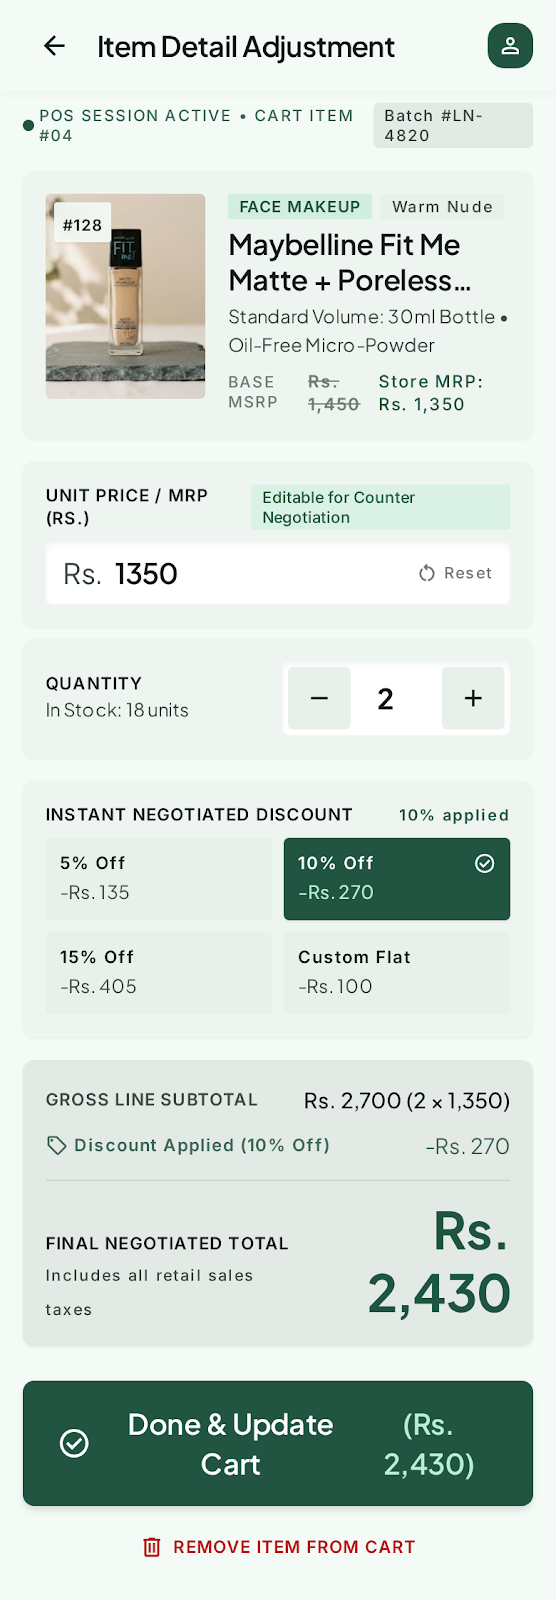 Item Detail Adjustment
POS SESSION ACTIVE • CART ITEM
#04
Batch #LN-
4820
#128
FIT
me!
FACE MAKEUP
Warm Nude
Maybelline Fit Me
Matte + Poreless...
Standard Volume: 30ml Bottle •
Oil-Free Micro-Powder
BASE
MSRP
Rs.
1,450
Store MRP:
Rs. 1,350
UNIT PRICE / MRP
(RS.)
Editable for Counter
Negotiation
Rs. 1350
Reset
QUANTITY
In Stock: 18 units
− 2 +
INSTANT NEGOTIATED DISCOUNT
10% applied
5% Off
-Rs. 135
10% Off
-Rs. 270
15% Off
-Rs. 405
Custom Flat
-Rs. 100
GROSS LINE SUBTOTAL
Rs. 2,700 (2 × 1,350)
Discount Applied (10% Off)
-Rs. 270
FINAL NEGOTIATED TOTAL
Includes all retail sales
taxes
Rs.
2,430
Done & Update
Cart
(Rs.
2,430)
REMOVE ITEM FROM CART